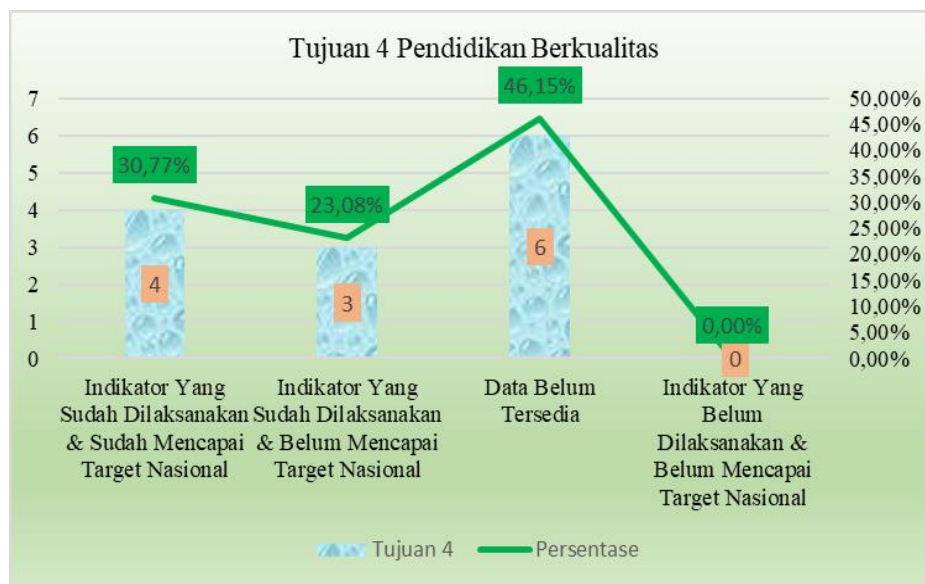 Tujuan 4 Pendidikan Berkualitas
46,15%
7
50,00%
45,00%
6
40,00%
30,77%
5
35,00%
23,08%
4
30,00%
25,00%
3
6
20,00%
4
3
2
15,00%
10,00%
1
0,00%
5,00%
0
0
0,00%
Indikator Yang
Sudah Dilaksanakan
& Sudah Mencapai
Target Nasional
Indikator Yang
Sudah Dilaksanakan
& Belum Mencapai
Target Nasional
Data Belum
Tersedia
Indikator Yang
Belum
Dilaksanakan &
Belum Mencapai
Target Nasional
Tujuan 4
Persentase